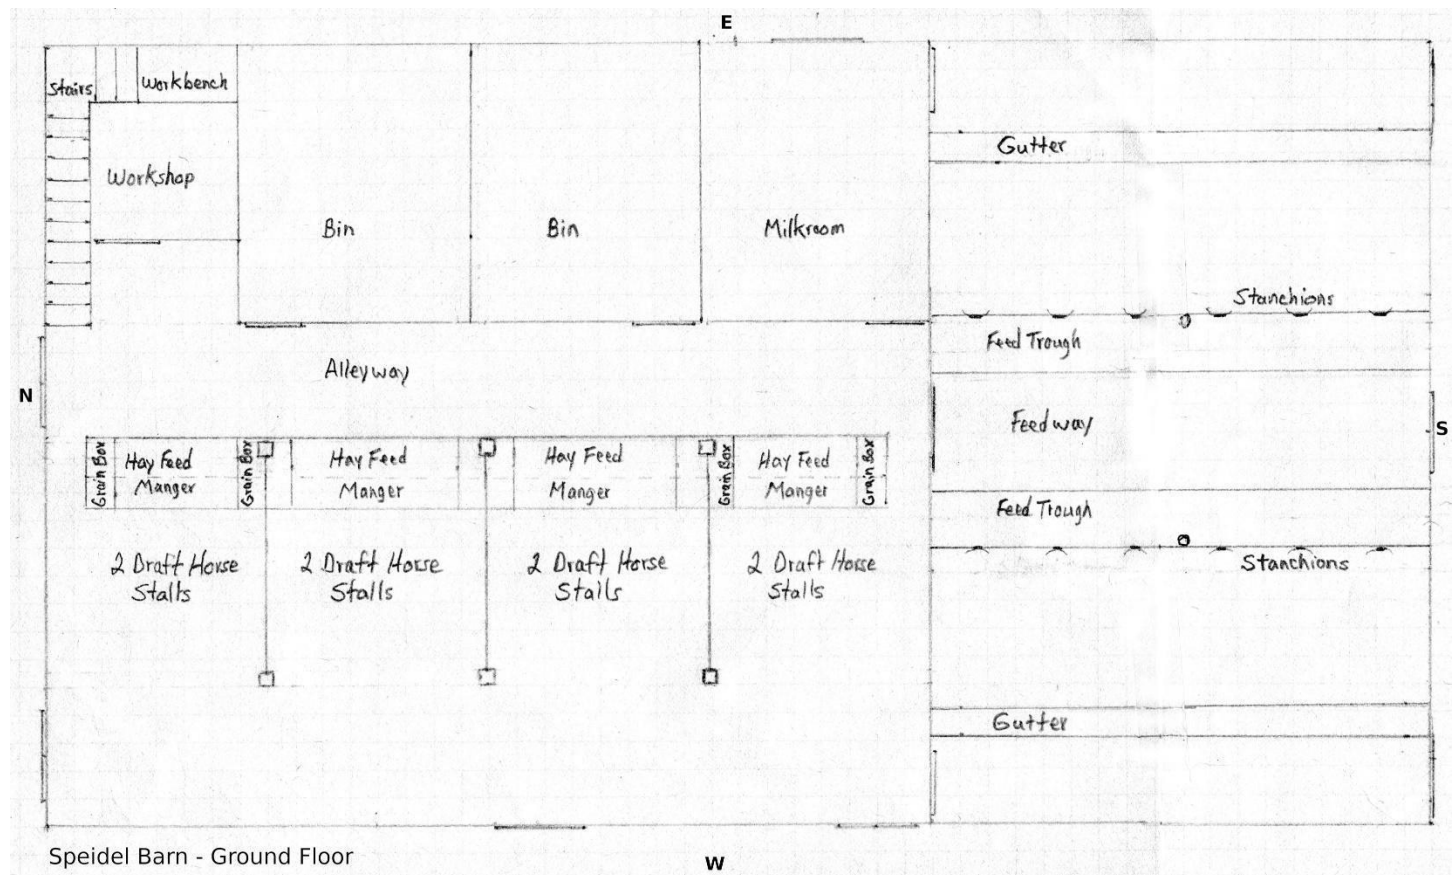 E
Stairs
Workbench
Workshop
Gutter
Bin
Bin
Milkroom
Stanchions
Feed Trough
Alleyway
N
Feedway
S
Grain Box
Hay Feed
Manger
Grain Box
Hay Feed
Manger
Hay Feed
Manger
Grain Box
Hay Feed
Manger
Grain Box
Feed Trough
Stanchions
2 Draft Horse
Stalls
2 Draft Horse
Stalls
2 Draft Horse
Stalls
2 Draft Horse
Stalls
Gutter
Speidel Barn - Ground Floor
W